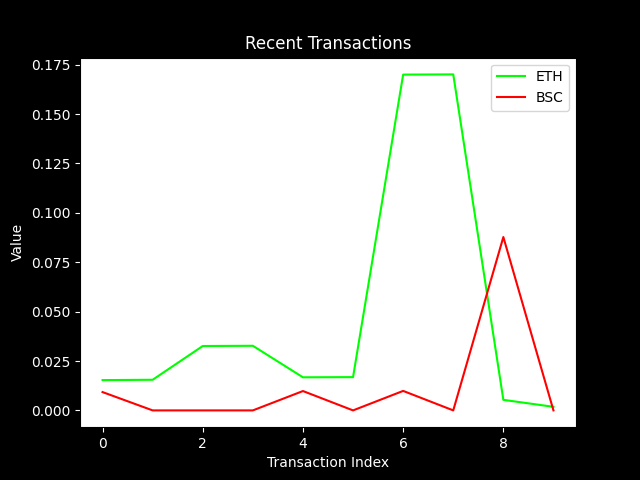 Recent Transactions
ETH
BSC
0.175
0.150
0.125
0.100
0.075
0.050
0.025
0.000
Value
0 2 4 6 8
Transaction Index